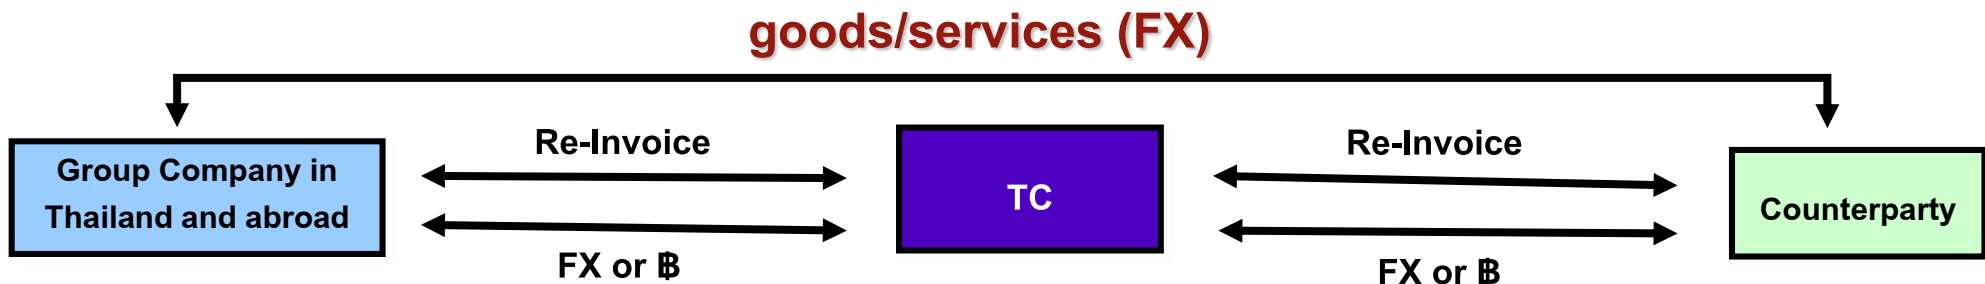 goods/services (FX)
Re-Invoice
Re-Invoice
Group Company in
Thailand and abroad
TC
Counterparty
FX or ฿
FX or ฿